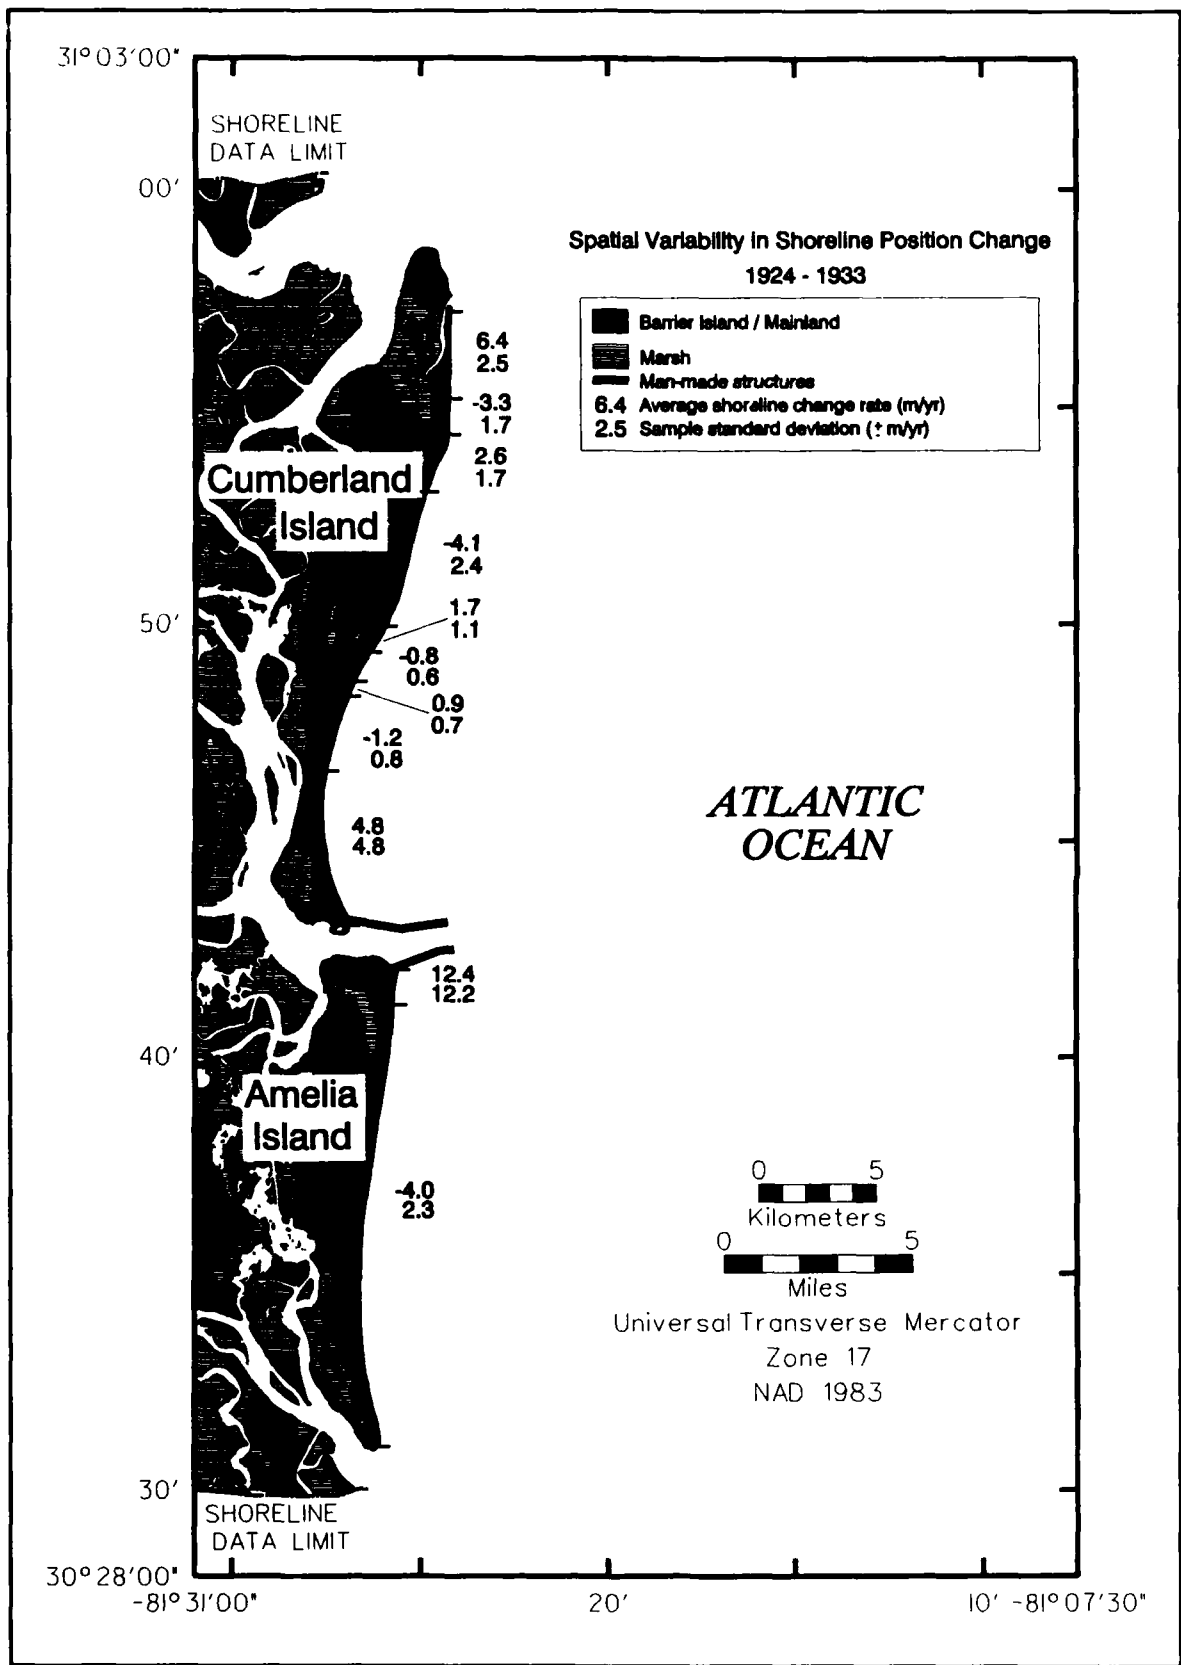 31°03'00"
SHORELINE
DATA LIMIT
00'
Spatial Variability in Shoreline Position Change
1924 - 1933
Barrier Island / Mainland
Marsh
Man-made structures
6.4 Average shoreline change rate (m/yr)
2.5 Sample standard deviation (± m/yr)
6.4
2.5
-3.3
1.7
2.6
1.7
Cumberland
Island
-4.1
2.4
50'
1.7
1.1
-0.8
0.6
0.9
0.7
-1.2
0.8
ATLANTIC
OCEAN
4.8
4.8
12.4
12.2
40'
Amelia
Island
-4.0
2.3
0 5
Kilometers
0 5
Miles
Universal Transverse Mercator
Zone 17
NAD 1983
30'
SHORELINE
DATA LIMIT
30°28'00"
-81°31'00" 20' 10' -81°07'30"